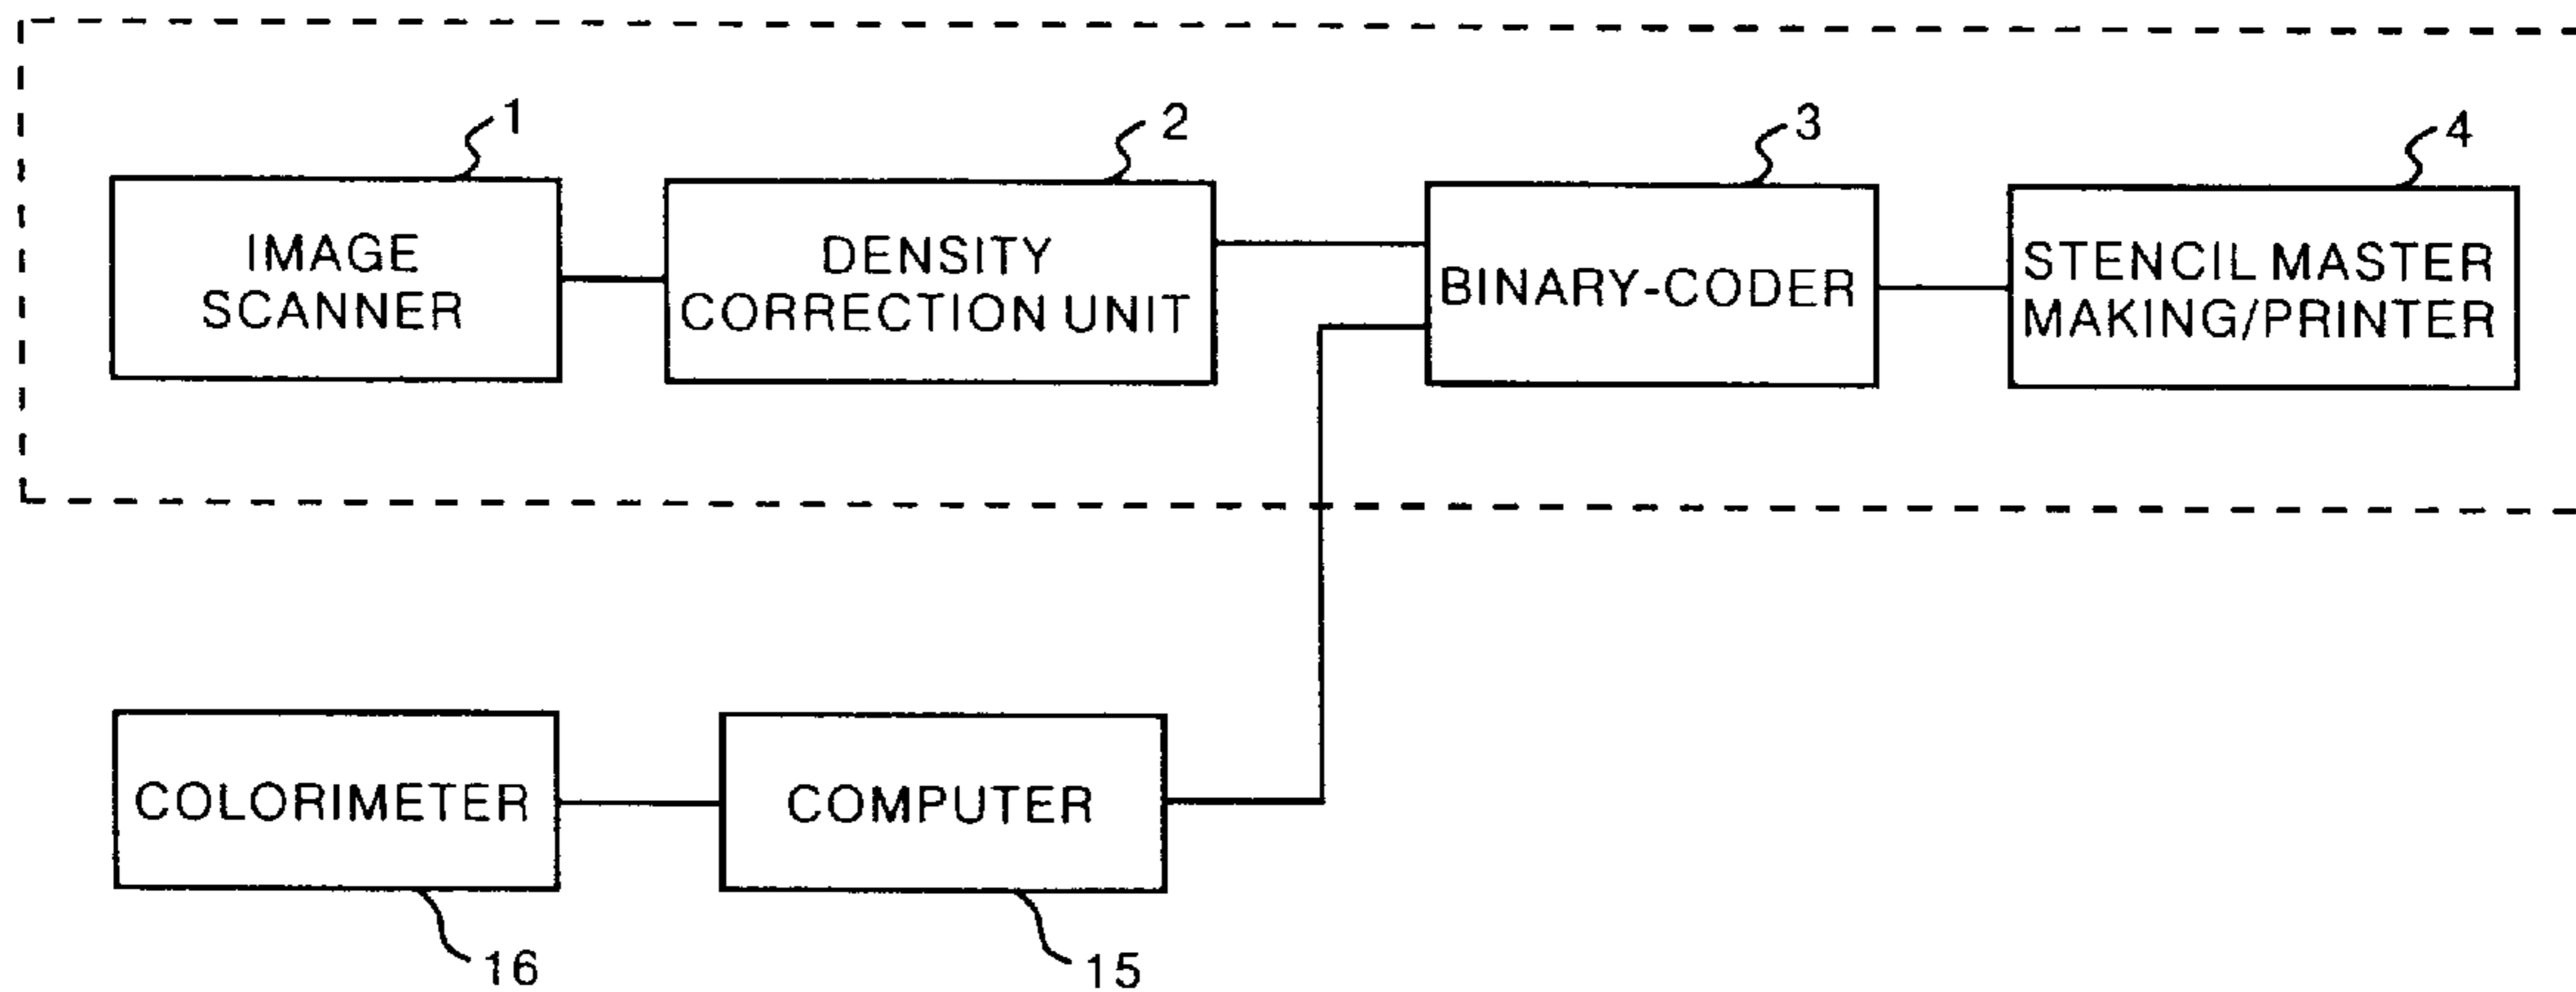 1
2
3
4
IMAGE
SCANNER
DENSITY
CORRECTION UNIT
BINARY-CODER
STENCIL MASTER
MAKING/PRINTER
COLORIMETER
COMPUTER
16
15